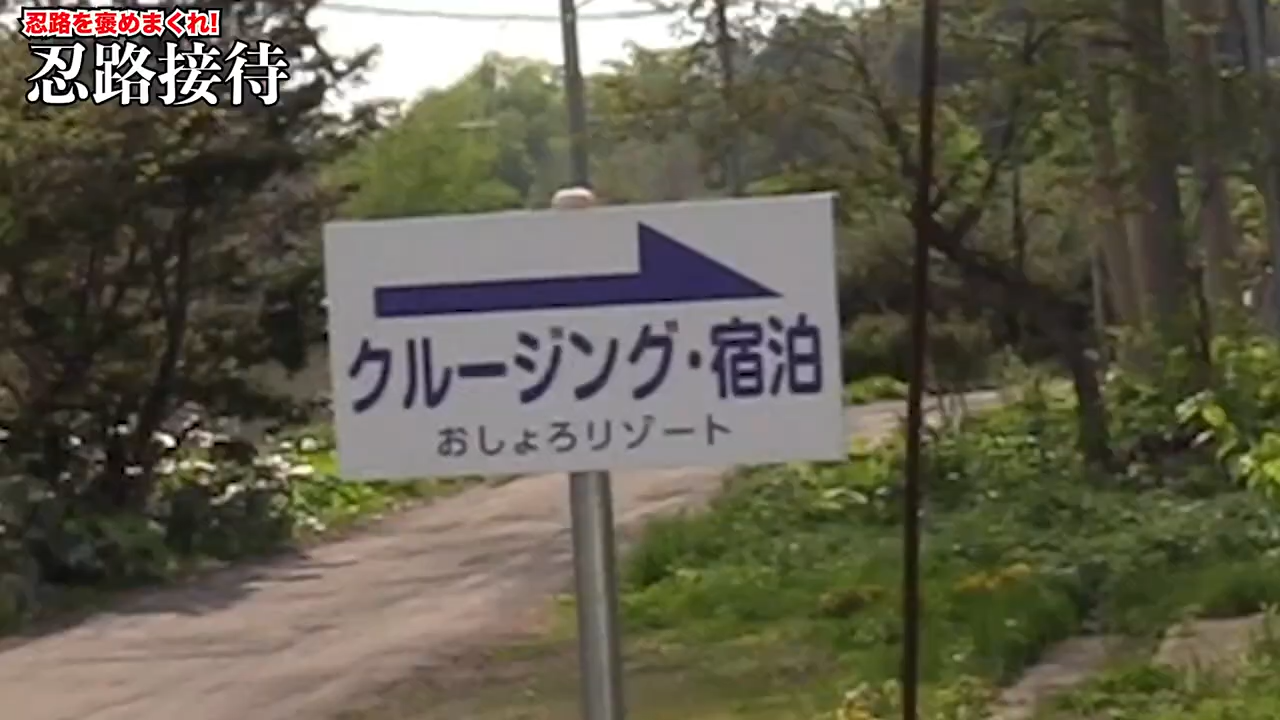 忍路を褒めまくれ!
忍路接待
クルージング・宿泊
おしょろリゾート